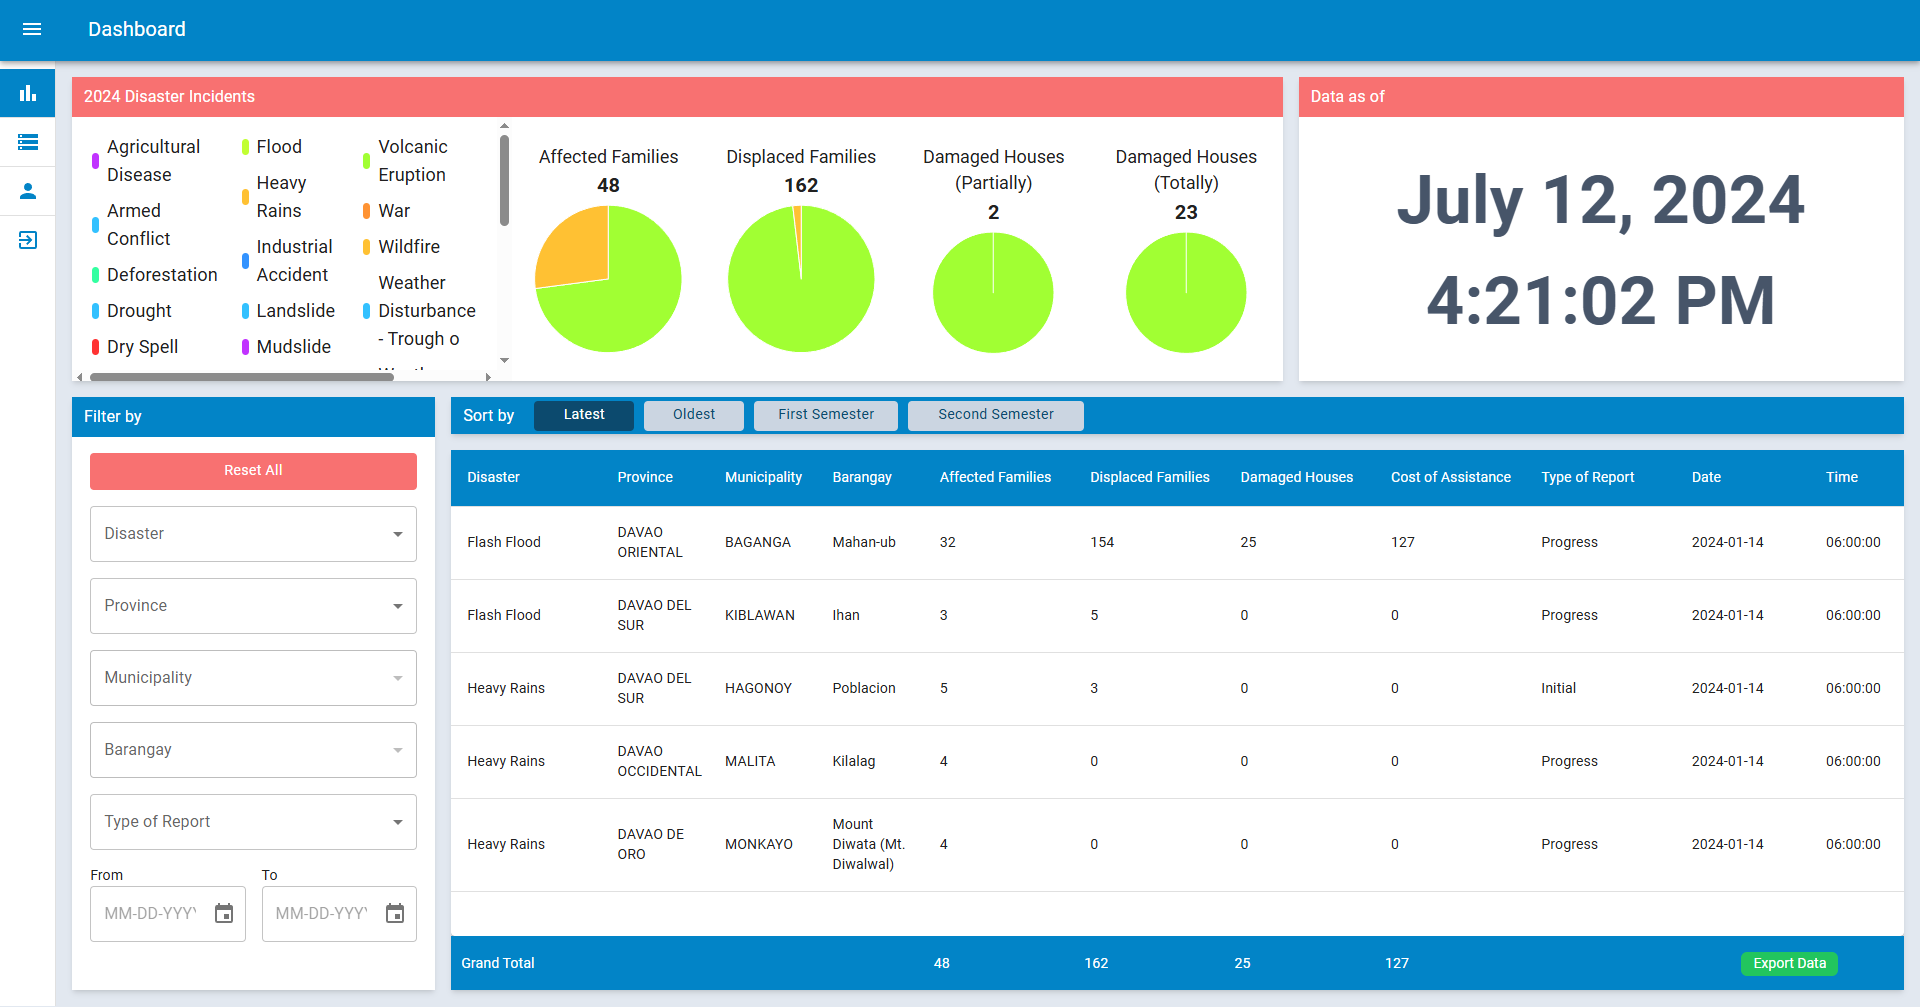 Dashboard
2024 Disaster Incidents
Agricultural
Disease
Armed
Conflict
Deforestation
Drought
Dry Spell
Flood
Heavy
Rains
Industrial
Accident
Landslide
Mudslide
Volcanic
Eruption
War
Wildfire
Weather
Disturbance
- Trough o
Affected Families
48
Displaced Families
162
Damaged Houses
(Partially)
2
Damaged Houses
(Totally)
23
Data as of
July 12, 2024
4:21:02 PM
Filter by
Reset All
Disaster
Province
Municipality
Barangay
Type of Report
From To
MM-DD-YYY MM-DD-YYY
Sort by Latest Oldest First Semester Second Semester
Disaster Province Municipality Barangay Affected Families Displaced Families Damaged Houses Cost of Assistance Type of Report Date Time
Flash Flood DAVAO ORIENTAL BAGANGA Mahan-ub 32 154 25 127 Progress 2024-01-14 06:00:00
Flash Flood DAVAO DEL SUR KIBLAWAN Ihan 3 5 0 0 Progress 2024-01-14 06:00:00
Heavy Rains DAVAO DEL SUR HAGONOY Poblacion 5 3 0 0 Initial 2024-01-14 06:00:00
Heavy Rains DAVAO OCCIDENTAL MALITA Kilalag 4 0 0 0 Progress 2024-01-14 06:00:00
Heavy Rains DAVAO DE ORO MONKAYO Mount Diwata (Mt. Diwalwal) 4 0 0 0 Progress 2024-01-14 06:00:00
Grand Total 48 162 25 127 Export Data